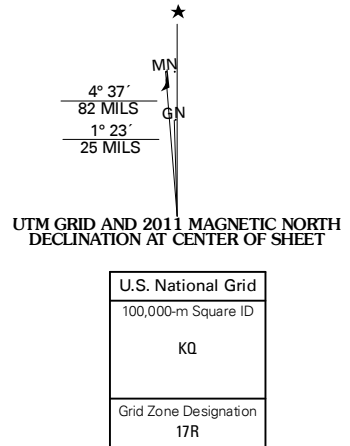 MN
4° 37´
82 MILS
GN
1° 23´
25 MILS
UTM GRID AND 2011 MAGNETIC NORTH
DECLINATION AT CENTER OF SHEET
U.S. National Grid
100,000-m Square ID
KQ
Grid Zone Designation
17R